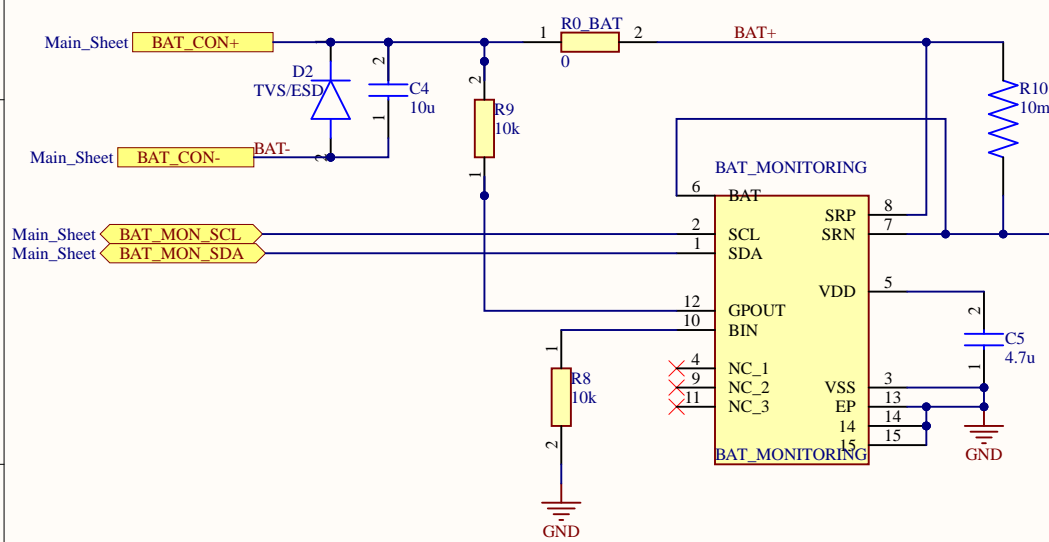 R0_BAT
Main_Sheet BAT_CON+ 1 2 BAT+
0
D2
TVS/ESD
2
C4
10u
1
2
R9
10k
1
R10
10m
Main_Sheet BAT_CON- BAT-
2
BAT_MONITORING
6 BAT
SRP 8
Main_Sheet BAT_MON_SCL 2 SCL SRN 7
Main_Sheet BAT_MON_SDA 1 SDA
VDD 5
12 GPOUT
10 BIN
2
C5
4.7u
1
1
R8
10k
2
4 NC_1
9 NC_2 VSS 3
11 NC_3 EP 13
14 14
15 15
BAT_MONITORING
GND
GND